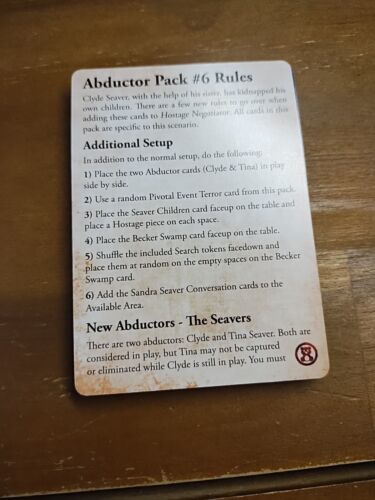 Abductor Pack #6 Rules
Clyde Seaver, with the help of his sister, has kidnapped his
own children. There are a few new rules to go over when
adding these cards to Hostage Negotiator. All cards in this
pack are specific to this scenario.
Additional Setup
In addition to the normal setup, do the following:
1) Place the two Abductor cards (Clyde & Tina) in play
side by side.
2) Use a random Pivotal Event Terror card from this pack.
3) Place the Seaver Children card faceup on the table and
place a Hostage piece on each space.
4) Place the Becker Swamp card faceup on the table.
5) Shuffle the included Search tokens facedown and
place them at random on the empty spaces on the Becker
Swamp card.
6) Add the Sandra Seaver Conversation cards to the
Available Area.
New Abductors - The Seavers
There are two abductors: Clyde and Tina Seaver. Both are
considered in play, but Tina may not be captured
or eliminated while Clyde is still in play. You must